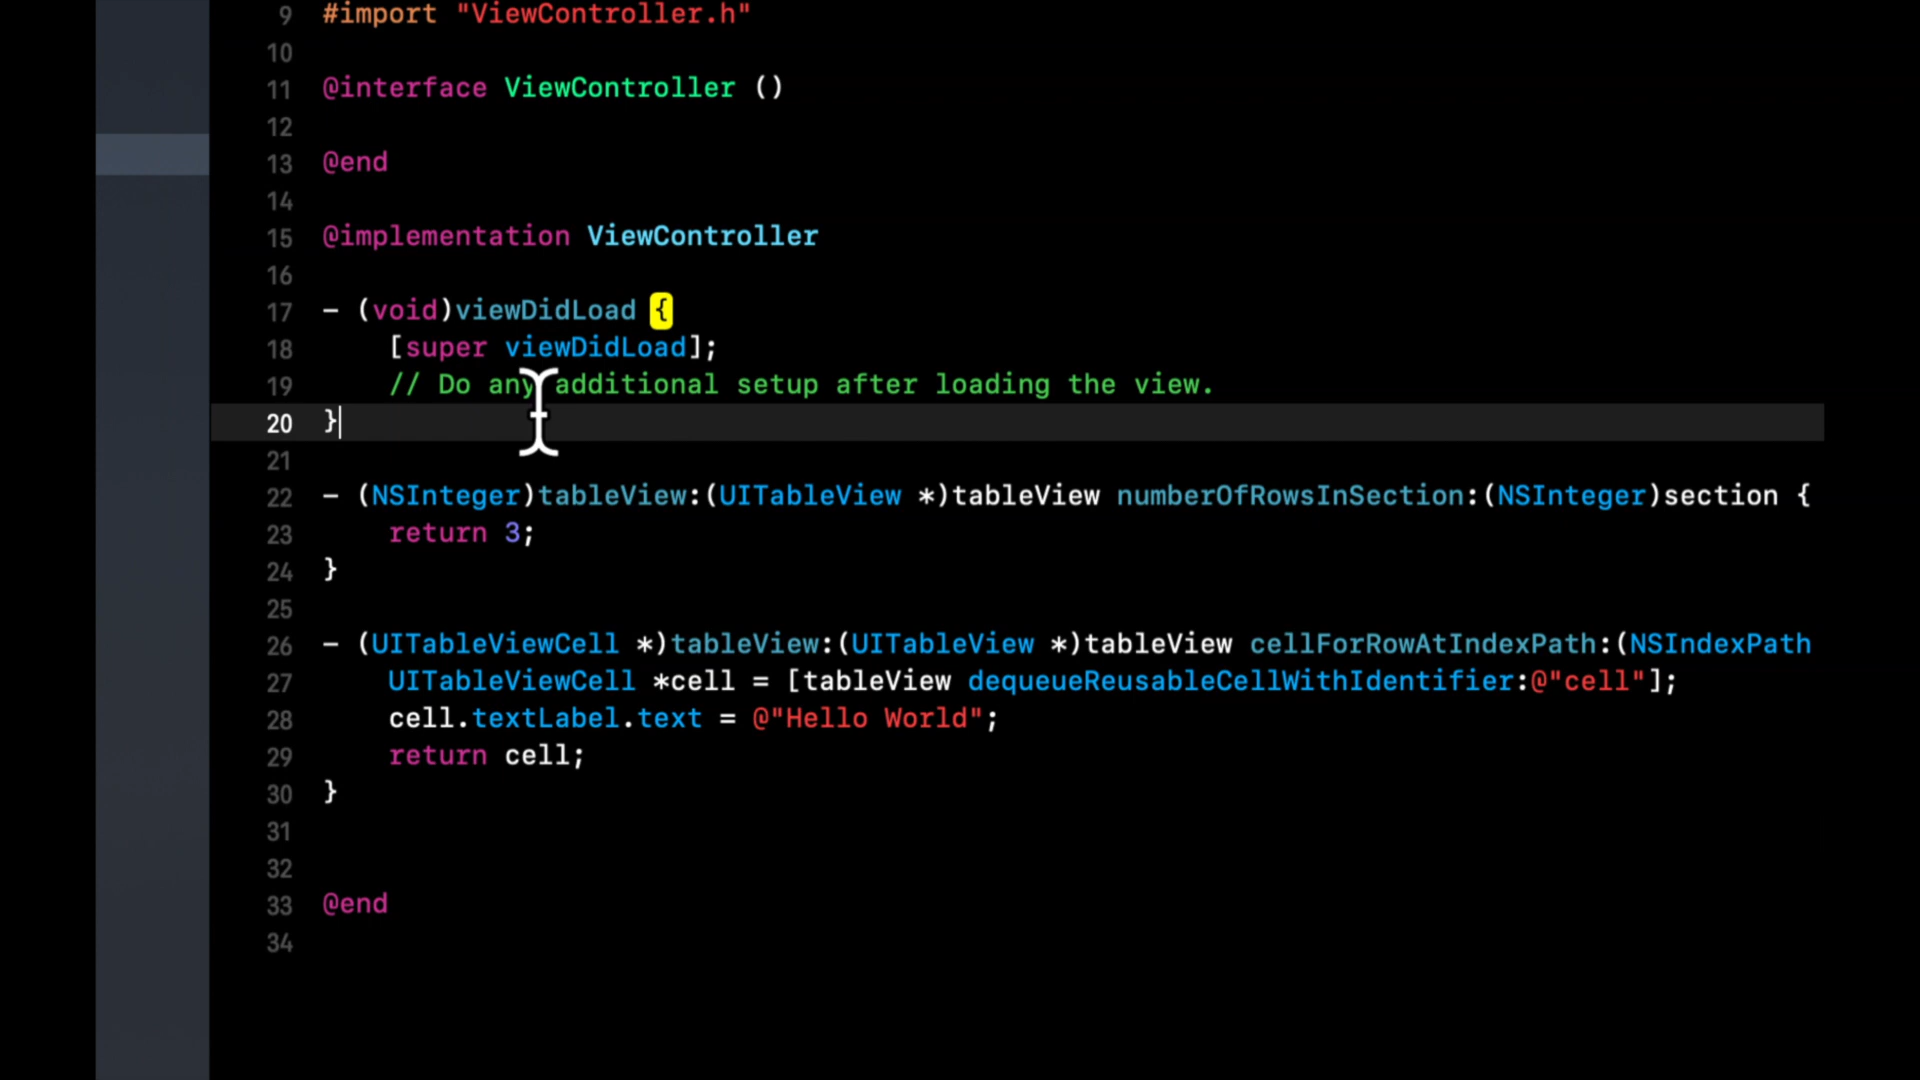 9 #import "ViewController.h"
10
11 @interface ViewController ()
12
13 @end
14
15 @implementation ViewController
16
17 - (void)viewDidLoad {
18 [super viewDidLoad];
19 // Do any additional setup after loading the view.
20 }
21
22 - (NSInteger)tableView:(UITableView *)tableView numberOfRowsInSection:(NSInteger)section {
23 return 3;
24 }
25
26 - (UITableViewCell *)tableView:(UITableView *)tableView cellForRowAtIndexPath:(NSIndexPath
27 UITableViewCell *cell = [tableView dequeueReusableCellWithIdentifier:@"cell"];
28 cell.textLabel.text = @"Hello World";
29 return cell;
30 }
31
32
33 @end
34